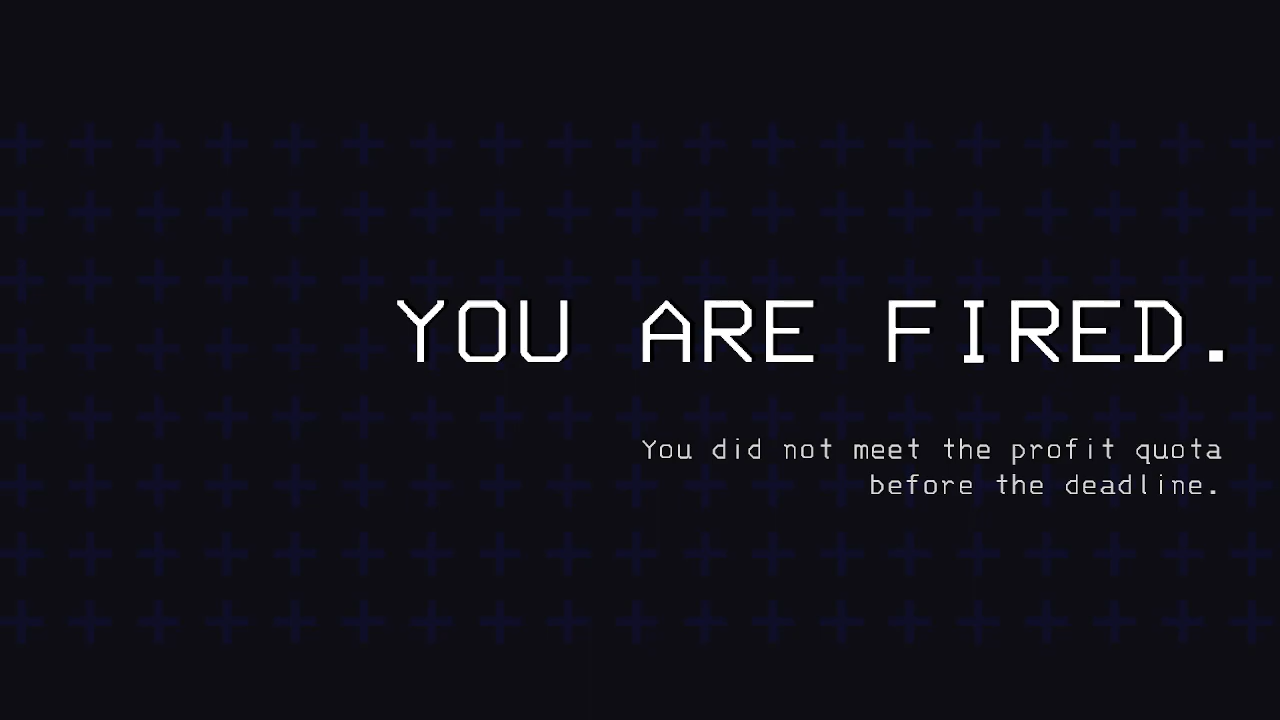 YOU ARE FIRED.
You did not meet the profit quota
before the deadline.